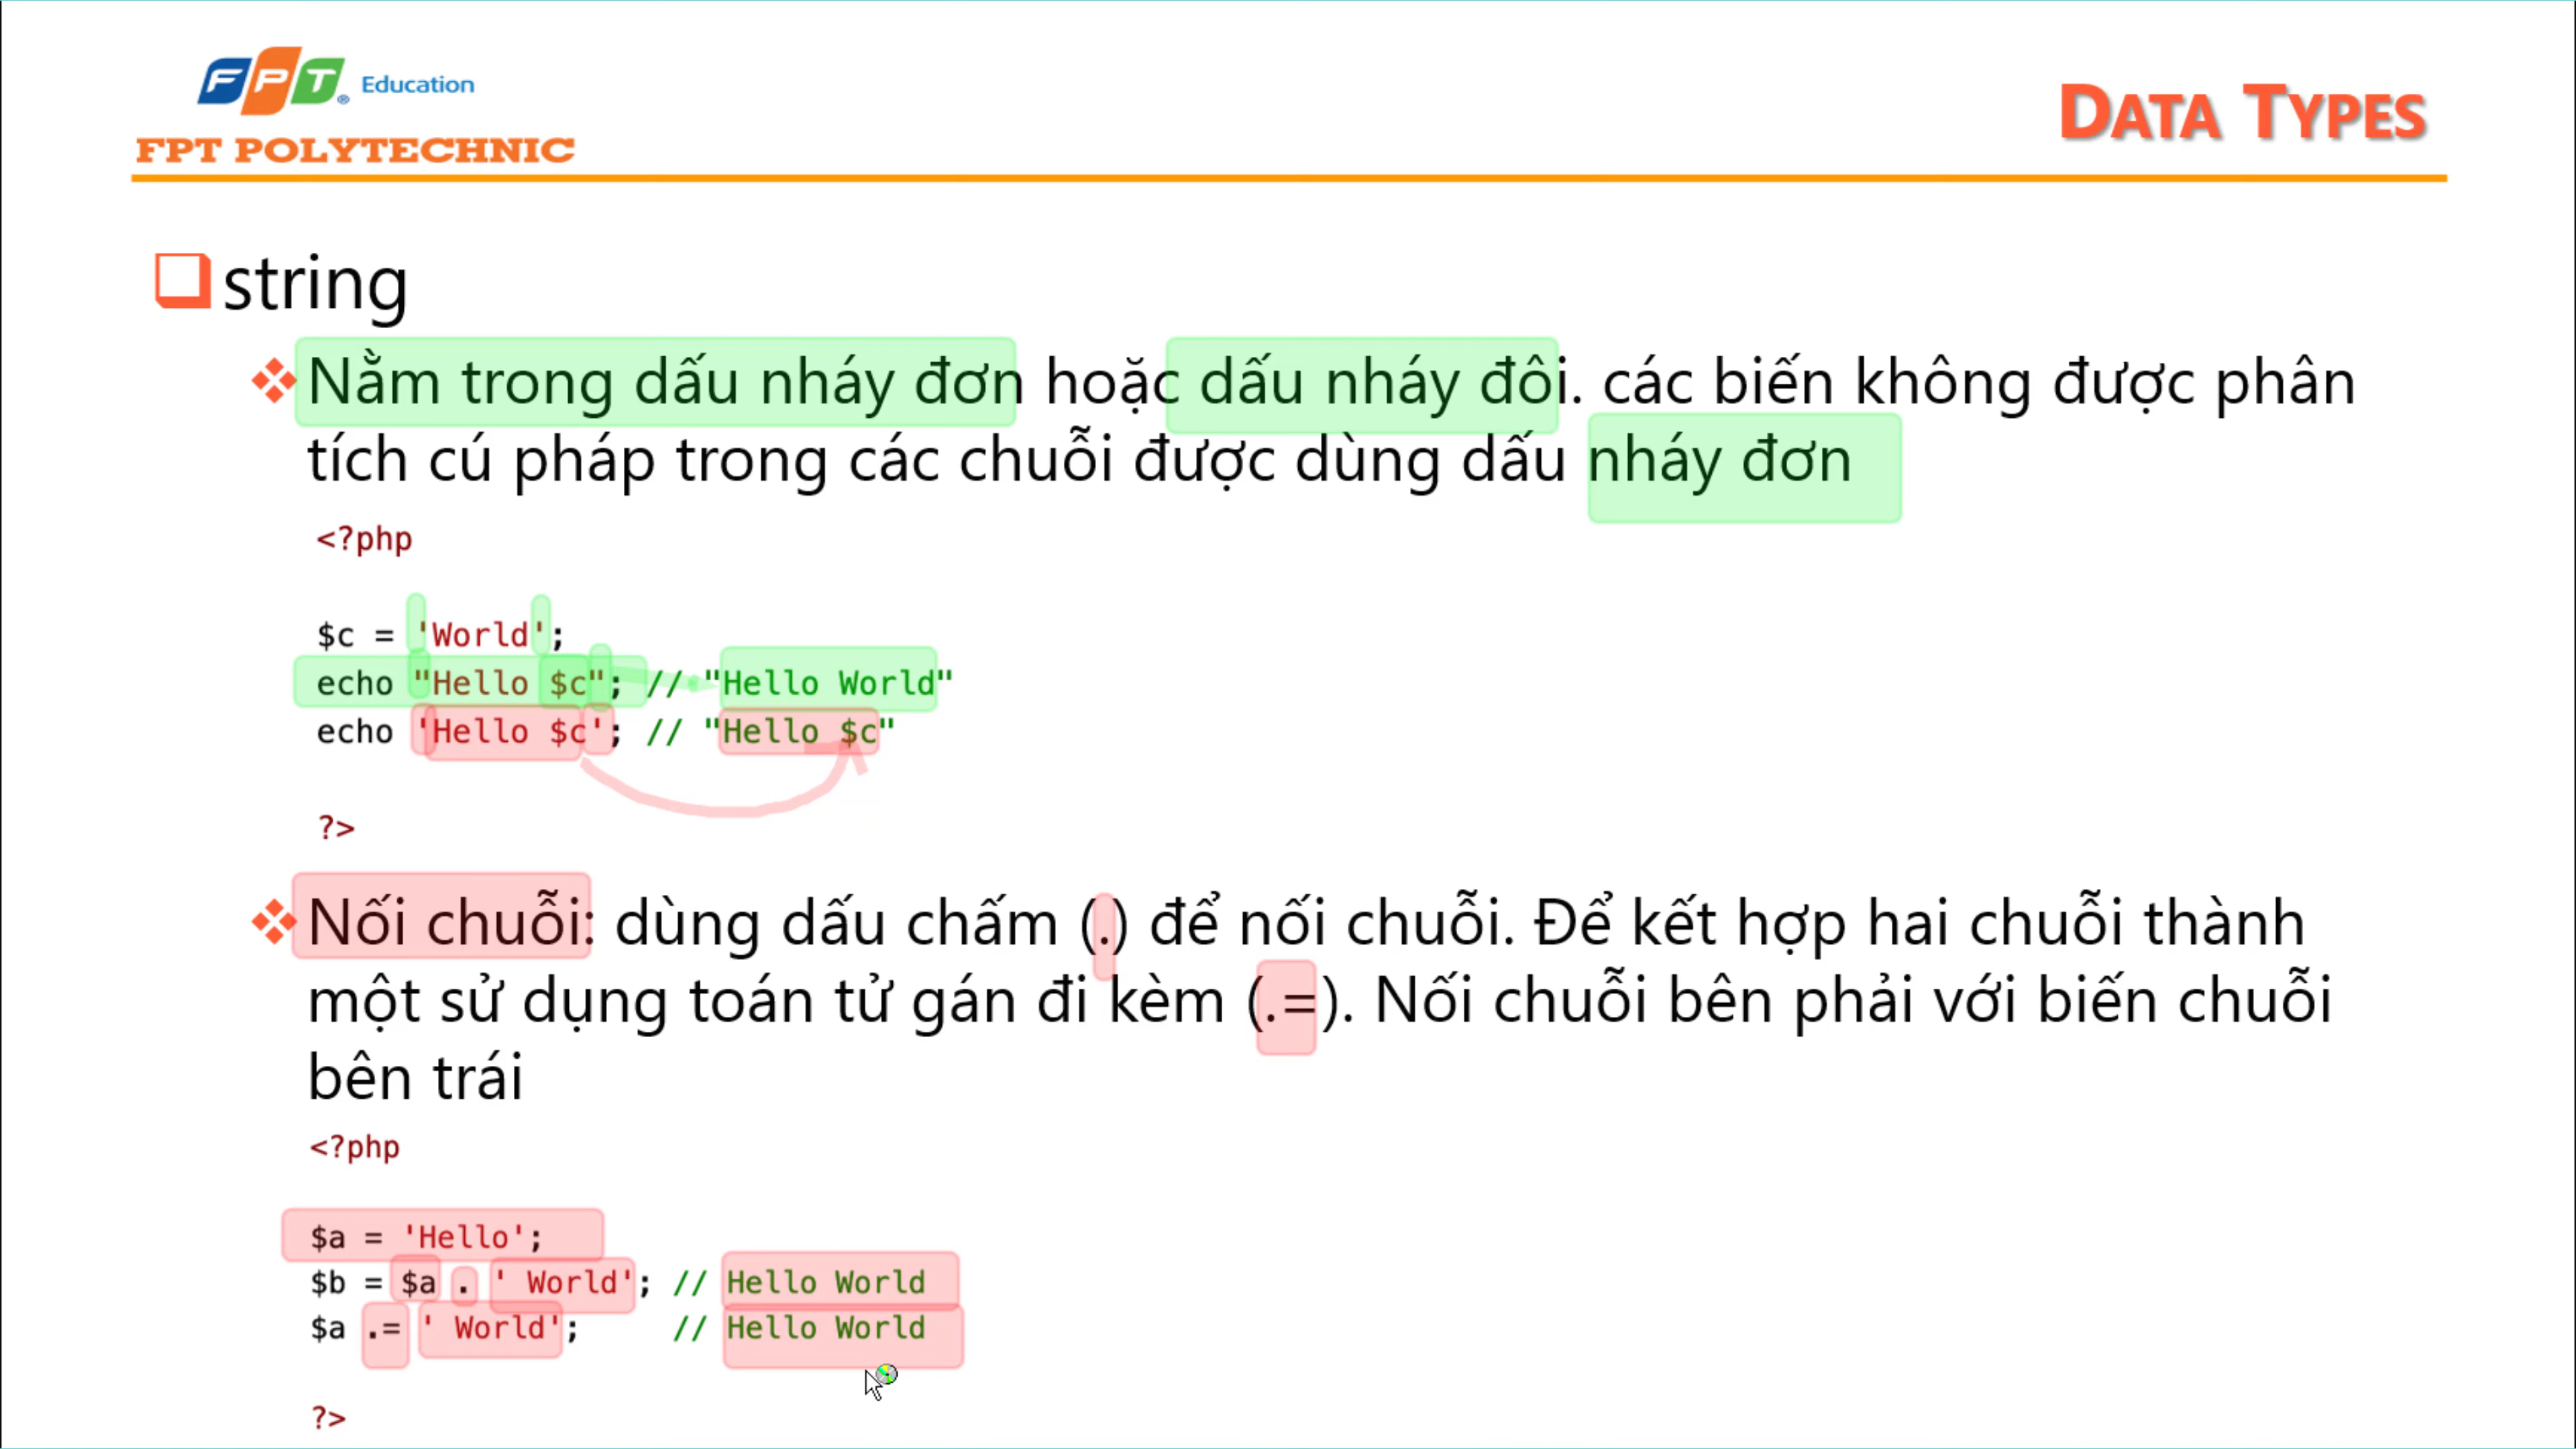 FPT Education
FPT POLYTECHNIC
DATA TYPES
string
Nằm trong dấu nháy đơn hoặc dấu nháy đôi. các biến không được phân
tích cú pháp trong các chuỗi được dùng dấu nháy đơn
<?php
$c = 'World';
echo "Hello $c"; // "Hello World"
echo 'Hello $c'; // "Hello $c"
?>
Nối chuỗi: dùng dấu chấm (.) để nối chuỗi. Để kết hợp hai chuỗi thành
một sử dụng toán tử gán đi kèm (.=). Nối chuỗi bên phải với biến chuỗi
bên trái
<?php
$a = 'Hello';
$b = $a . ' World'; // Hello World
$a .= ' World'; // Hello World
?>